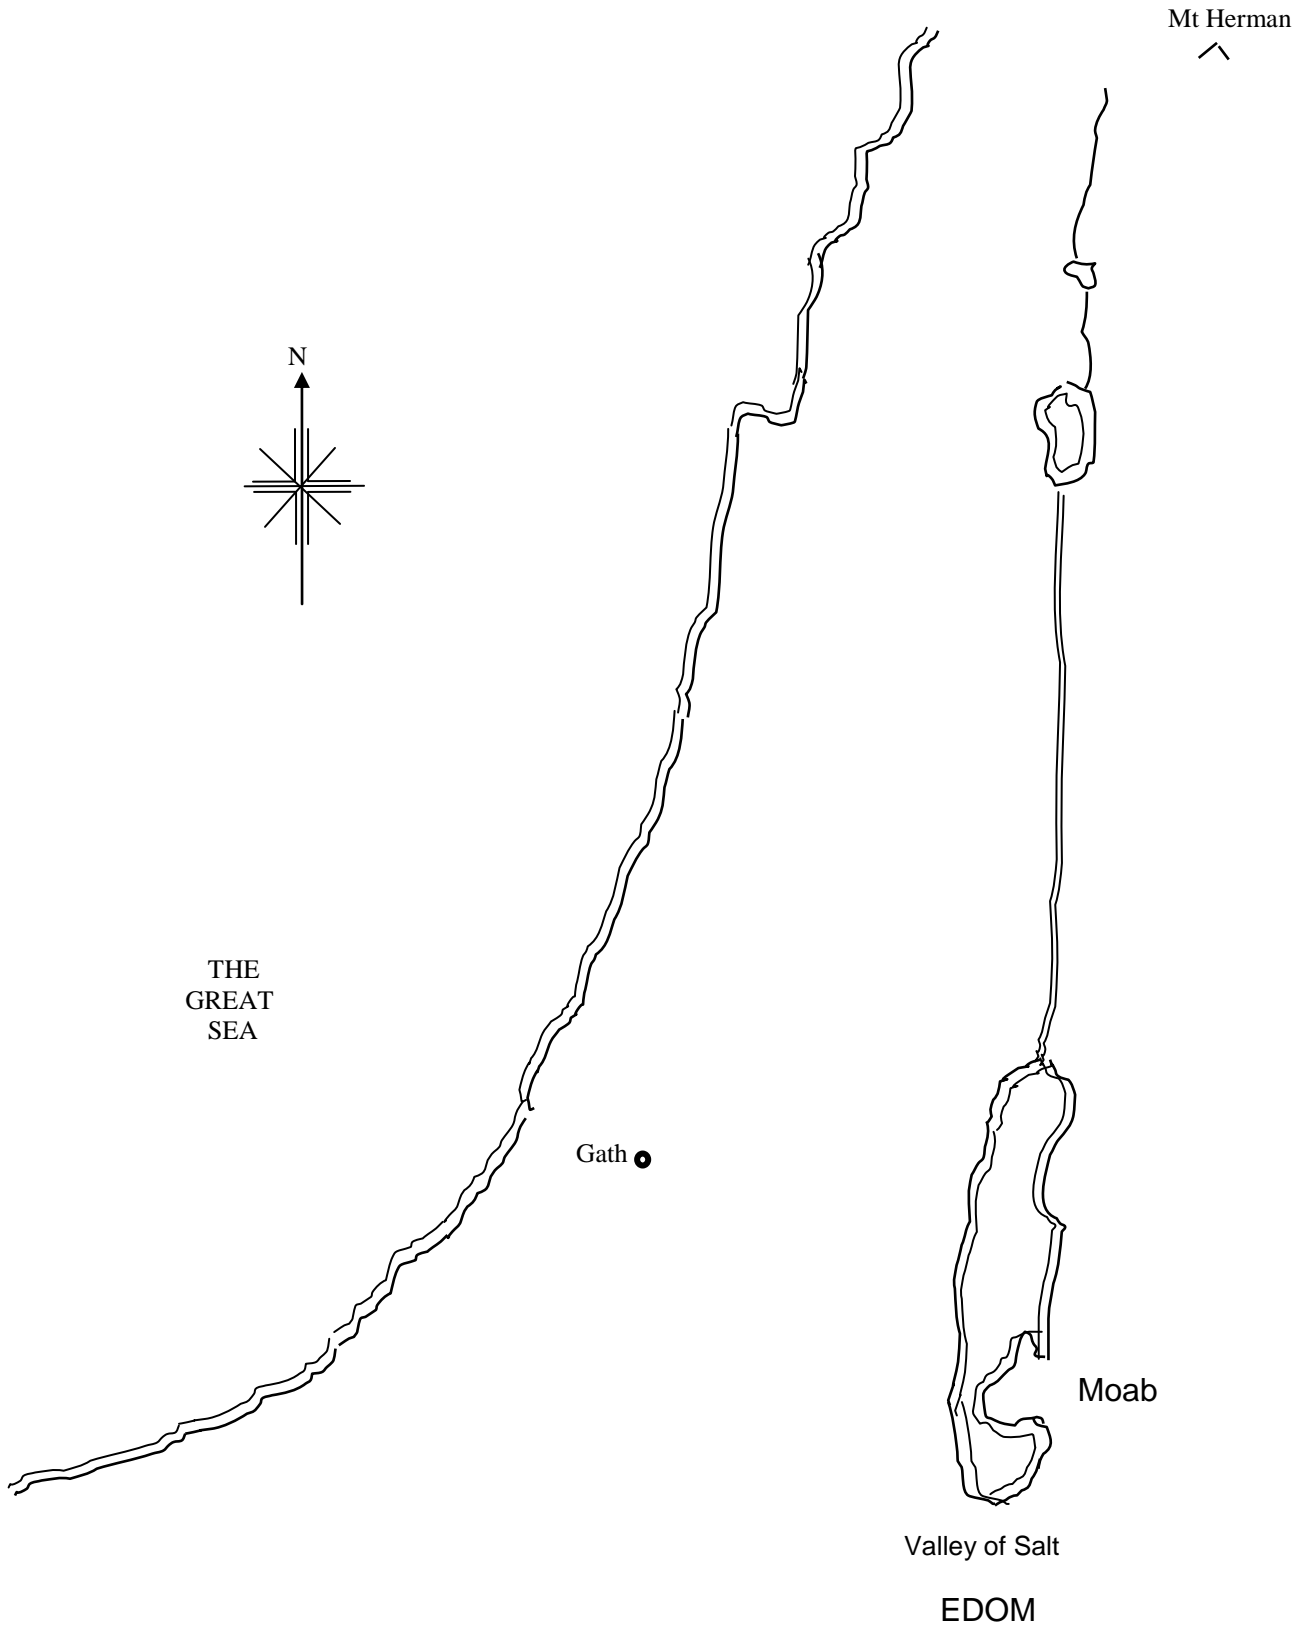 Mt Herman
N
THE
GREAT
SEA
Gath
Moab
Valley of Salt
EDOM